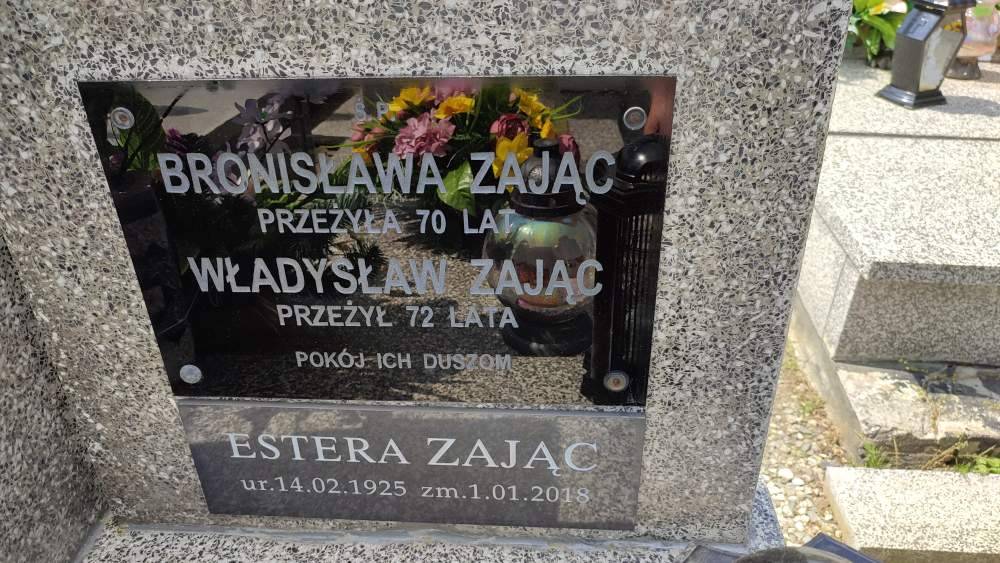 Ś P
BRONISŁAWA ZAJĄC
PRZEŻYŁA 70 LAT
WŁADYSŁAW ZAJĄC
PRZEŻYŁ 72 LATA
POKÓJ ICH DUSZOM
ESTERA ZAJĄC
ur.14.02.1925 zm.1.01.2018